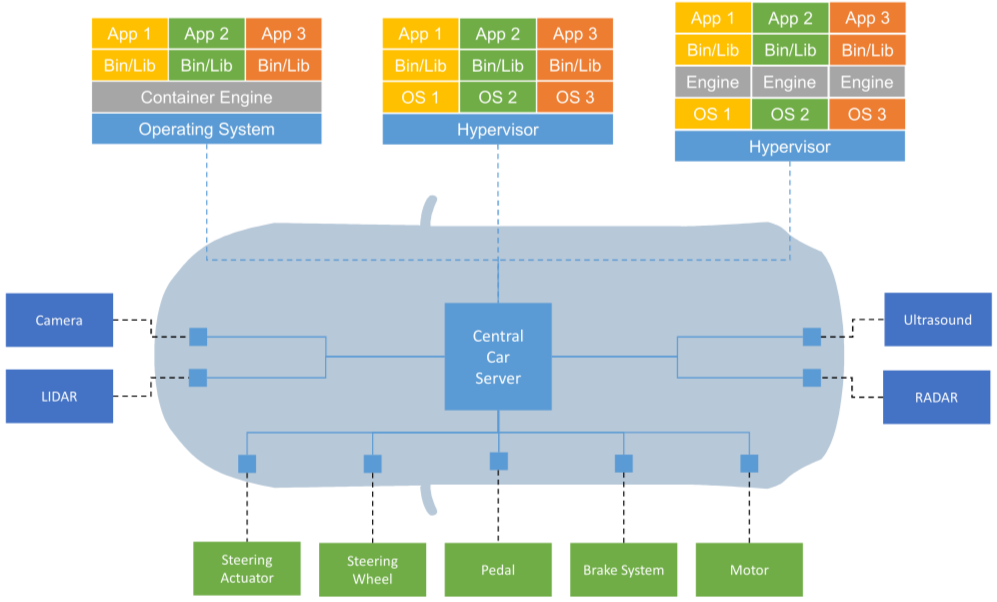 App 1 App 2 App 3
Bin/Lib Bin/Lib Bin/Lib
Container Engine
Operating System
App 1 App 2 App 3
Bin/Lib Bin/Lib Bin/Lib
OS 1 OS 2 OS 3
Hypervisor
App 1 App 2 App 3
Bin/Lib Bin/Lib Bin/Lib
Engine Engine Engine
OS 1 OS 2 OS 3
Hypervisor
Camera
LIDAR
Central
Car
Server
Ultrasound
RADAR
Steering
Actuator
Steering
Wheel
Pedal
Brake System
Motor